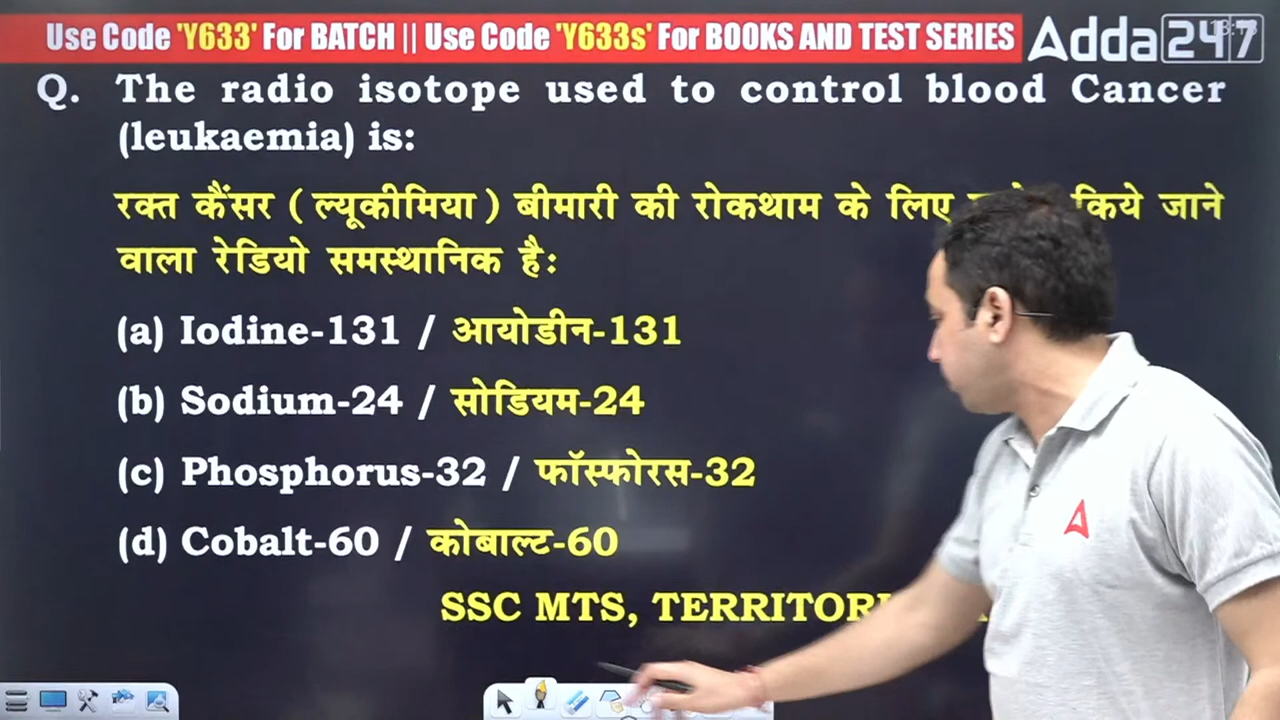 Use Code 'Y633' For BATCH || Use Code 'Y633s' For BOOKS AND TEST SERIES
Adda 247
Q. The radio isotope used to control blood Cancer
(leukaemia) is:
रक्त कैंसर ( ल्यूकीमिया ) बीमारी की रोकथाम के लिए किये जाने
वाला रेडियो समस्थानिक है:
(a) Iodine-131 / आयोडीन-131
(b) Sodium-24 / सोडियम-24
(c) Phosphorus-32 / फॉस्फोरस-32
(d) Cobalt-60 / कोबाल्ट-60
SSC MTS,